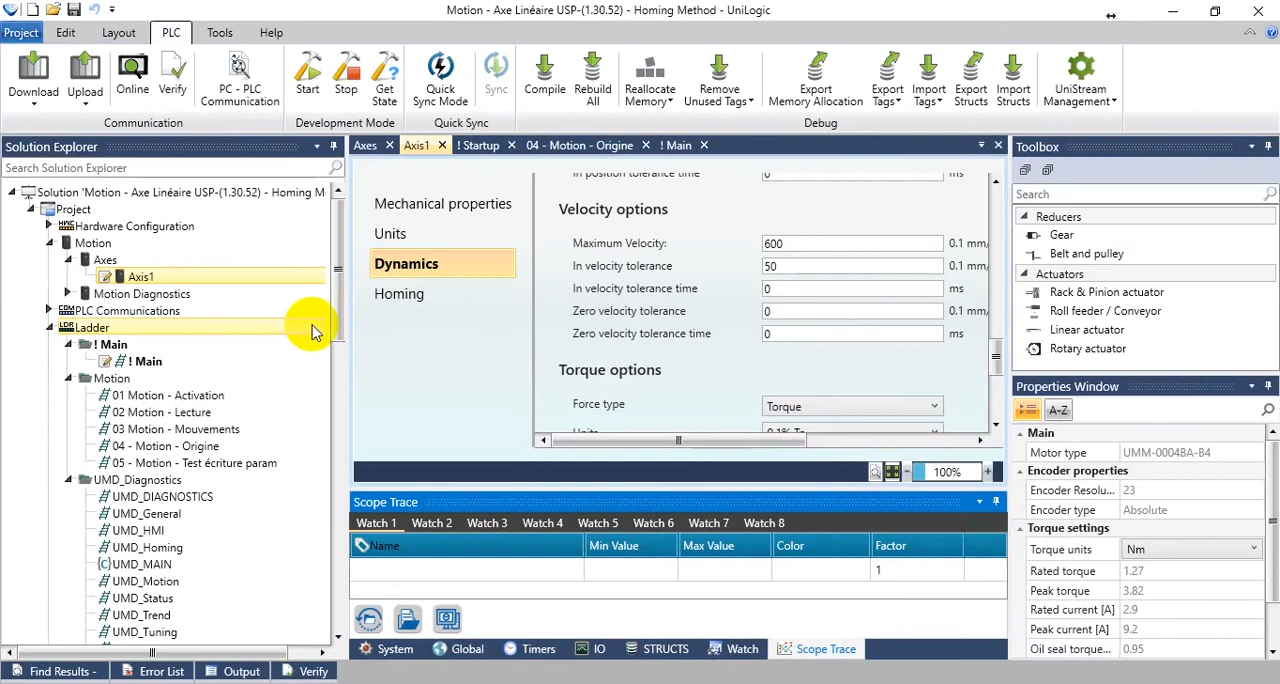 Motion - Axe Linéaire USP-(1.30.52) - Homing Method - UniLogic
Project Edit Layout PLC Tools Help
Download Upload Online Verify PC - PLC Communication Start Stop Get State Quick Sync Mode Sync Compile Rebuild All Reallocate Memory Remove Unused Tags Export Memory Allocation Export Tags Import Tags Export Structs Import Structs UniStream Management
Communication Development Mode Quick Sync Debug
Solution Explorer
Search Solution Explorer
Solution 'Motion - Axe Linéaire USP-(1.30.52) - Homing M
Project
Hardware Configuration
Motion
Axes
Axis1
Motion Diagnostics
PLC Communications
Ladder
! Main
! Main
Motion
01 Motion - Activation
02 Motion - Lecture
03 Motion - Mouvements
04 - Motion - Origine
05 - Motion - Test écriture param
UMD_Diagnostics
UMD_DIAGNOSTICS
UMD_General
UMD_HMI
UMD_Homing
UMD_MAIN
UMD_Motion
UMD_Status
UMD_Trend
UMD_Tuning
Find Results - Error List Output Verify
Axes Axis1 ! Startup 04 - Motion - Origine ! Main
Mechanical properties
Units
Dynamics
Homing
In position tolerance time 0 ms
Velocity options
Maximum Velocity: 600 0.1 mm/
In velocity tolerance 50 0.1 mm/
In velocity tolerance time 0 ms
Zero velocity tolerance 0 0.1 mm/
Zero velocity tolerance time 0 ms
Torque options
Force type Torque
100%
Scope Trace
Watch 1 Watch 2 Watch 3 Watch 4 Watch 5 Watch 6 Watch 7 Watch 8
Name Min Value Max Value Color Factor
1
System Global Timers IO STRUCTS Watch Scope Trace
Toolbox
Search
Reducers
Gear
Belt and pulley
Actuators
Rack & Pinion actuator
Roll feeder / Conveyor
Linear actuator
Rotary actuator
Properties Window
A-Z
Main
Motor type UMM-0004BA-B4
Encoder properties
Encoder Resolu... 23
Encoder type Absolute
Torque settings
Torque units Nm
Rated torque 1.27
Peak torque 3.82
Rated current [A] 2.9
Peak current [A] 9.2
Oil seal torque... 0.95